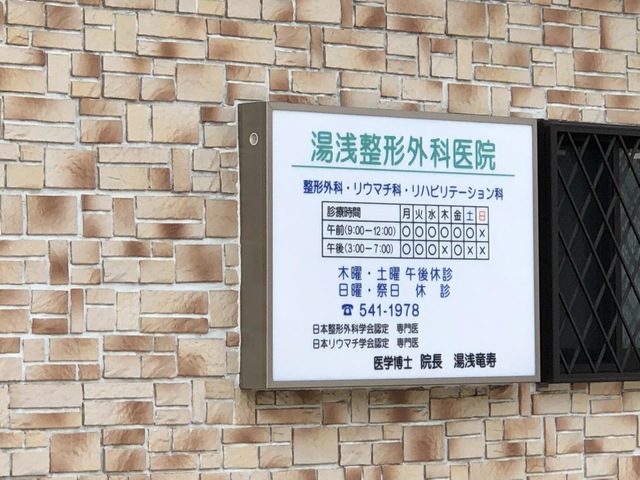 湯浅整形外科医院
整形外科・リウマチ科・リハビリテーション科
診療時間 月 火 水 木 金 土 日
午前(9:00−12:00) ○ ○ ○ ○ ○ ○ ×
午後(3:00−7:00) ○ ○ ○ × ○ × ×
木曜・土曜 午後休診
日曜・祭日 休 診
☎ 541-1978
日本整形外科学会認定 専門医
日本リウマチ学会認定 専門医
医学博士 院長 湯浅竜寿